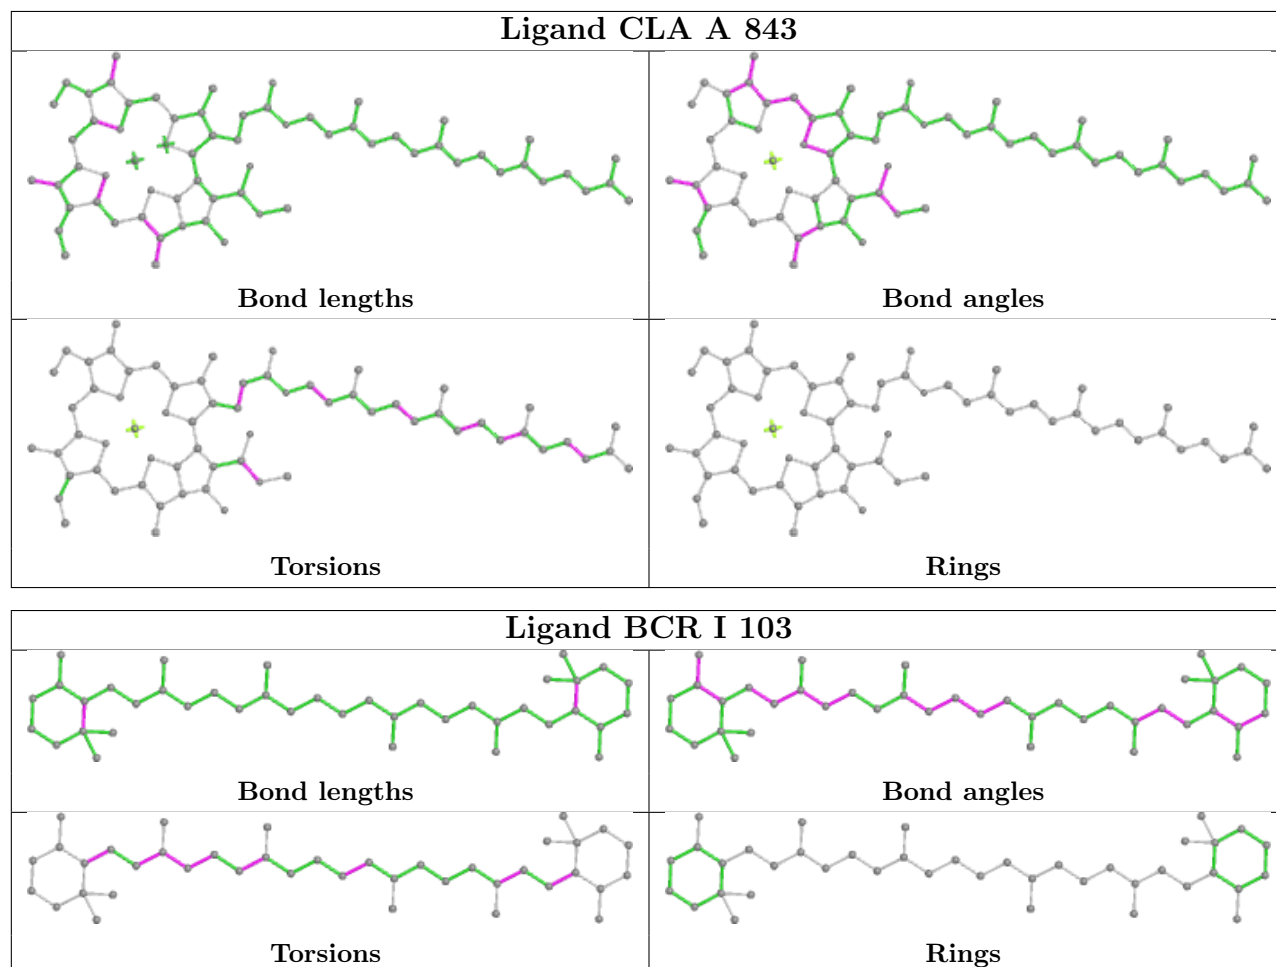 Ligand CLA A 843
Bond lengths
Bond angles
Torsions
Rings
Ligand BCR I 103
Bond lengths
Bond angles
Torsions
Rings